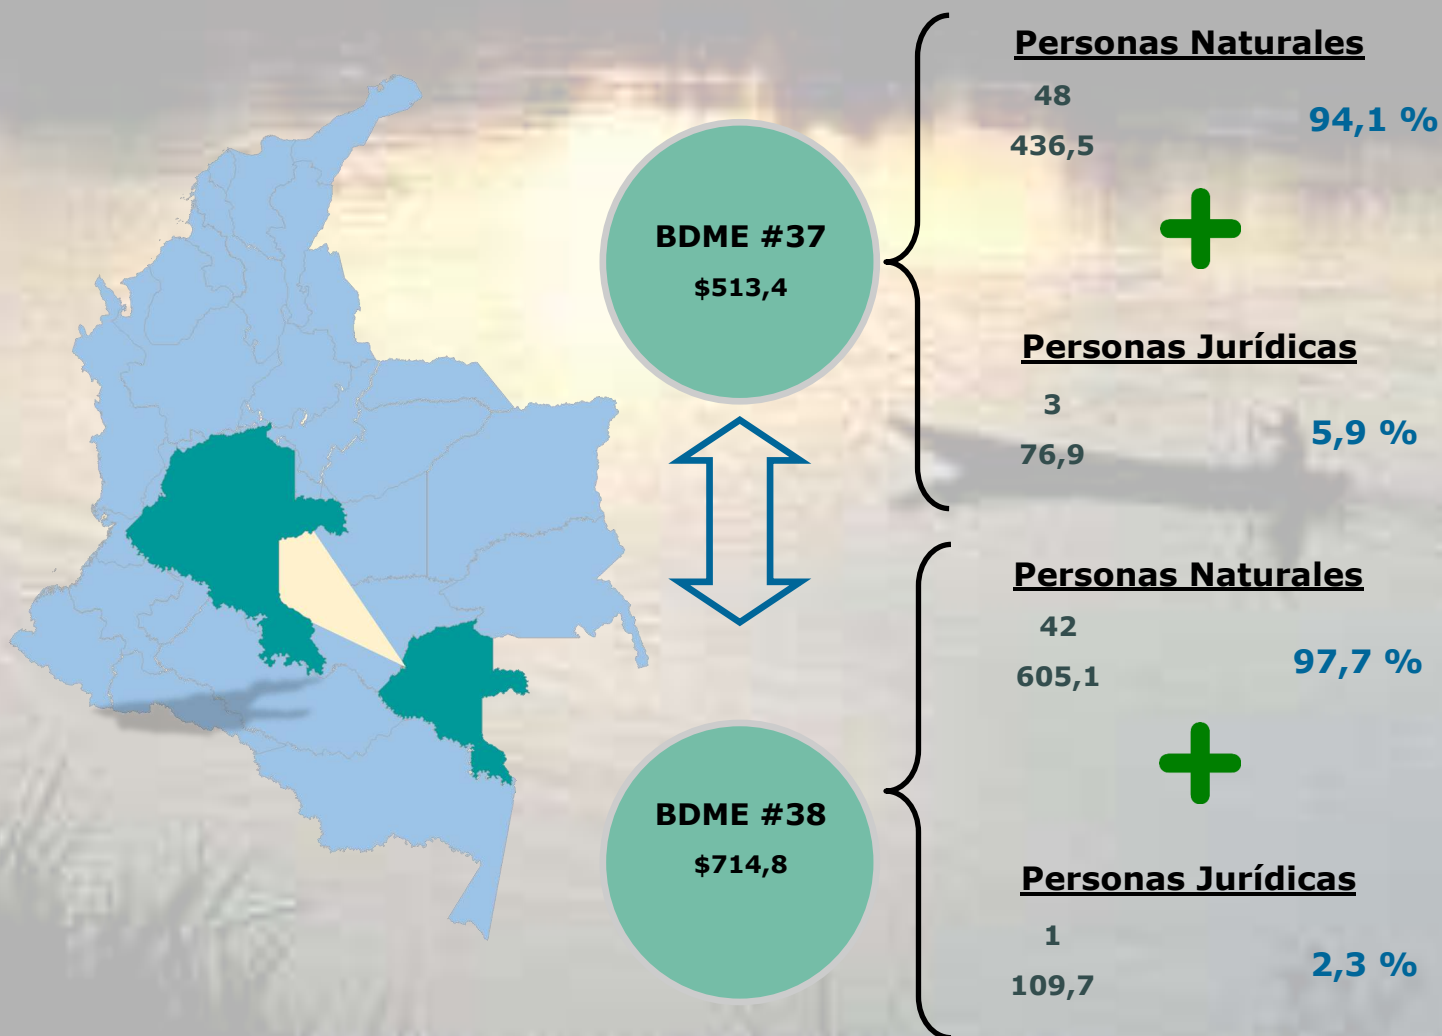 BDME #37
$513,4
Personas Naturales
48
436,5
94,1 %
Personas Jurídicas
3
76,9
5,9 %
BDME #38
$714,8
Personas Naturales
42
605,1
97,7 %
Personas Jurídicas
1
109,7
2,3 %